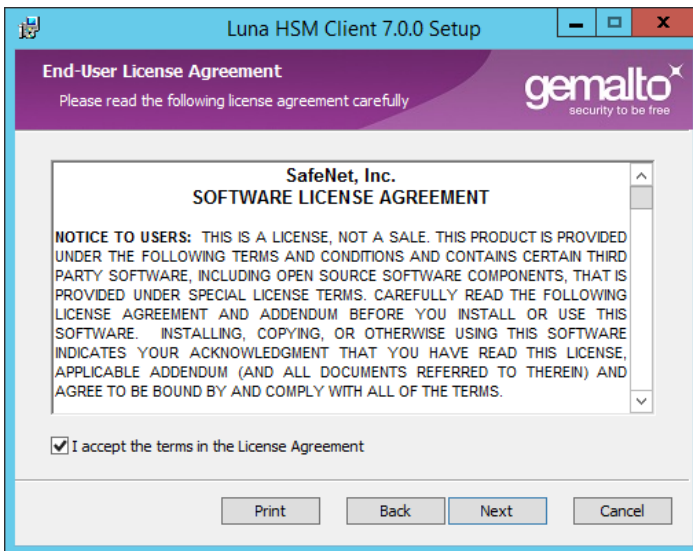 Luna HSM Client 7.0.0 Setup
x
End-User License Agreement
Please read the following license agreement carefully
gemalto
security to be free
SafeNet, Inc.
SOFTWARE LICENSE AGREEMENT
NOTICE TO USERS: THIS IS A LICENSE, NOT A SALE. THIS PRODUCT IS PROVIDED
UNDER THE FOLLOWING TERMS AND CONDITIONS AND CONTAINS CERTAIN THIRD
PARTY SOFTWARE, INCLUDING OPEN SOURCE SOFTWARE COMPONENTS, THAT IS
PROVIDED UNDER SPECIAL LICENSE TERMS. CAREFULLY READ THE FOLLOWING
LICENSE AGREEMENT AND ADDENDUM BEFORE YOU INSTALL OR USE THIS
SOFTWARE. INSTALLING, COPYING, OR OTHERWISE USING THIS SOFTWARE
INDICATES YOUR ACKNOWLEDGMENT THAT YOU HAVE READ THIS LICENSE,
APPLICABLE ADDENDUM (AND ALL DOCUMENTS REFERRED TO THEREIN) AND
AGREE TO BE BOUND BY AND COMPLY WITH ALL OF THE TERMS.
I accept the terms in the License Agreement
Print Back Next Cancel